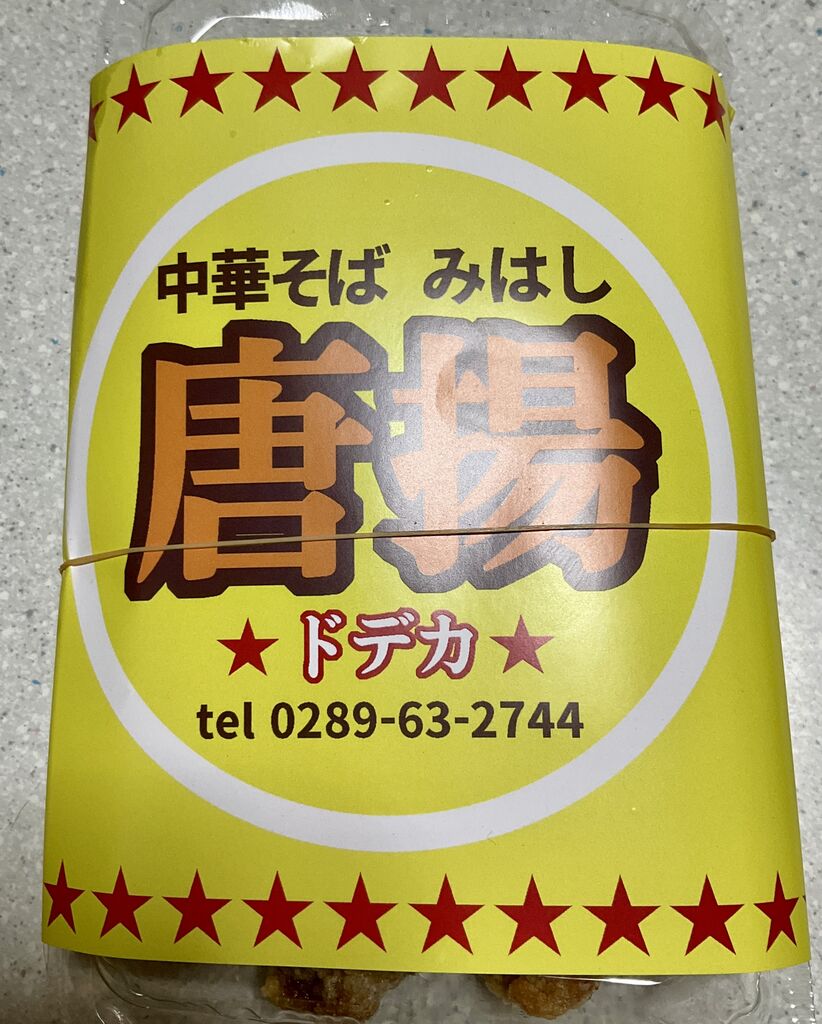 中華そば みはし
唐揚
★ドデカ★
tel 0289-63-2744